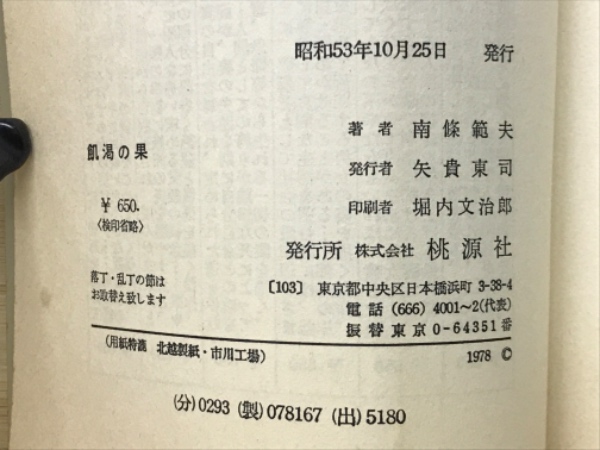 昭和53年10月25日 発行
飢渇の果
¥ 650.
〈検印省略〉
落丁・乱丁の節は
お取替え致します
著者 南條範夫
発行者 矢貴東司
印刷者 堀内文治郎
発行所 株式会社 桃源社
〔103〕 東京都中央区日本橋浜町 3-38-4
電話 (666) 4001〜2(代表)
振替東京 0-64351番
(用紙特漉 北越製紙・市川工場)
1978 ©
(分)0293 (製)078167 (出)5180